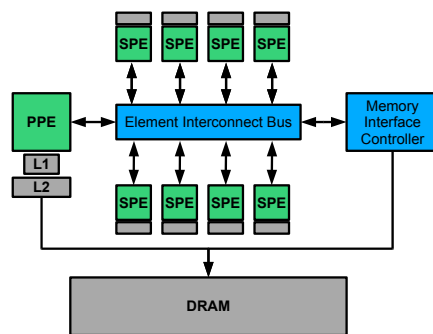 SPE SPE SPE SPE
PPE
Element Interconnect Bus
Memory
Interface
Controller
L1
L2
SPE SPE SPE SPE
DRAM